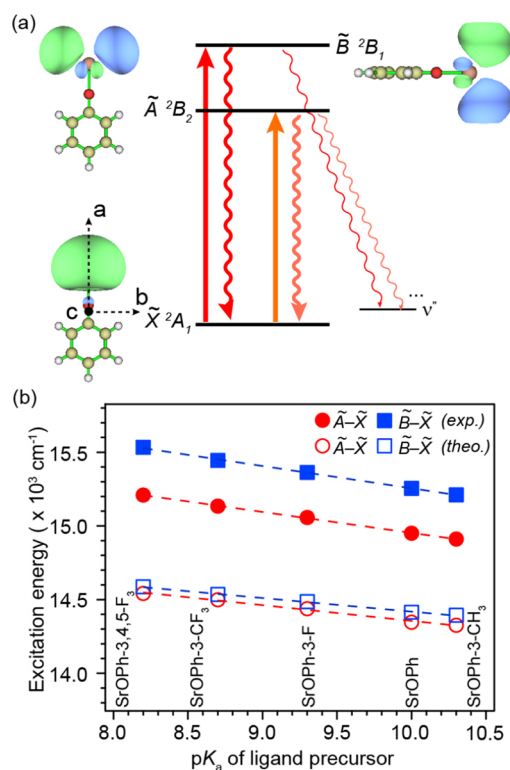 (a)
B̃ ²B₁
Ã ²B₂
a
b
c
X̃ ²A₁
...
ν"
(b)
Ã–X̃ B̃–X̃ (exp.)
Ã–X̃ B̃–X̃ (theo.)
Excitation energy ( x 10³ cm⁻¹)
15.5
15.0
14.5
14.0
SrOPh-3,4,5-F₃
SrOPh-3-CF₃
SrOPh-3-F
SrOPh
SrOPh-3-CH₃
8.0 8.5 9.0 9.5 10.0 10.5
pKₐ of ligand precursor